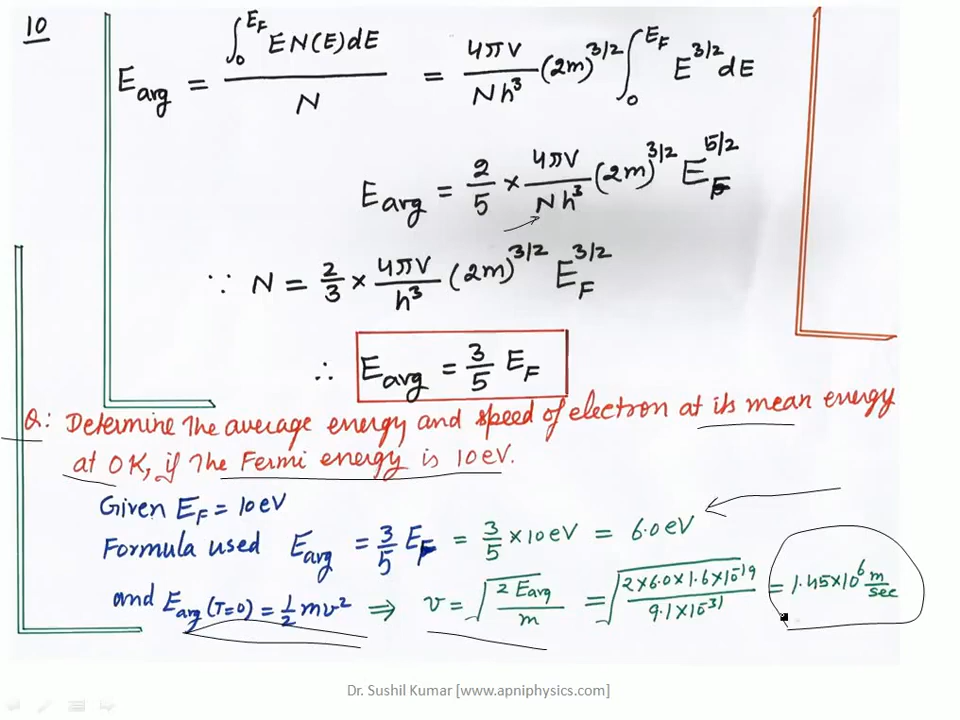 10
E_avg = ∫₀^{E_F} E N(E) dE / N = 4πV / Nh³ (2m)^{3/2} ∫₀^{E_F} E^{3/2} dE
E_avg = 2/5 × 4πV / Nh³ (2m)^{3/2} E_F^{5/2}
∵ N = 2/3 × 4πV / h³ (2m)^{3/2} E_F^{3/2}
∴ E_avg = 3/5 E_F
Q: Determine the average energy and speed of electron at its mean energy
at 0K, if the Fermi energy is 10eV.
Given E_F = 10eV
Formula used E_avg = 3/5 E_F = 3/5 × 10eV = 6.0eV
and E_avg (T=0) = 1/2 mv² ⇒ v = √(2 E_avg / m) = √(2×6.0×1.6×10^{-19} / 9.1×10^{-31}) = 1.45×10⁶ m/sec
Dr. Sushil Kumar [www.apniphysics.com]